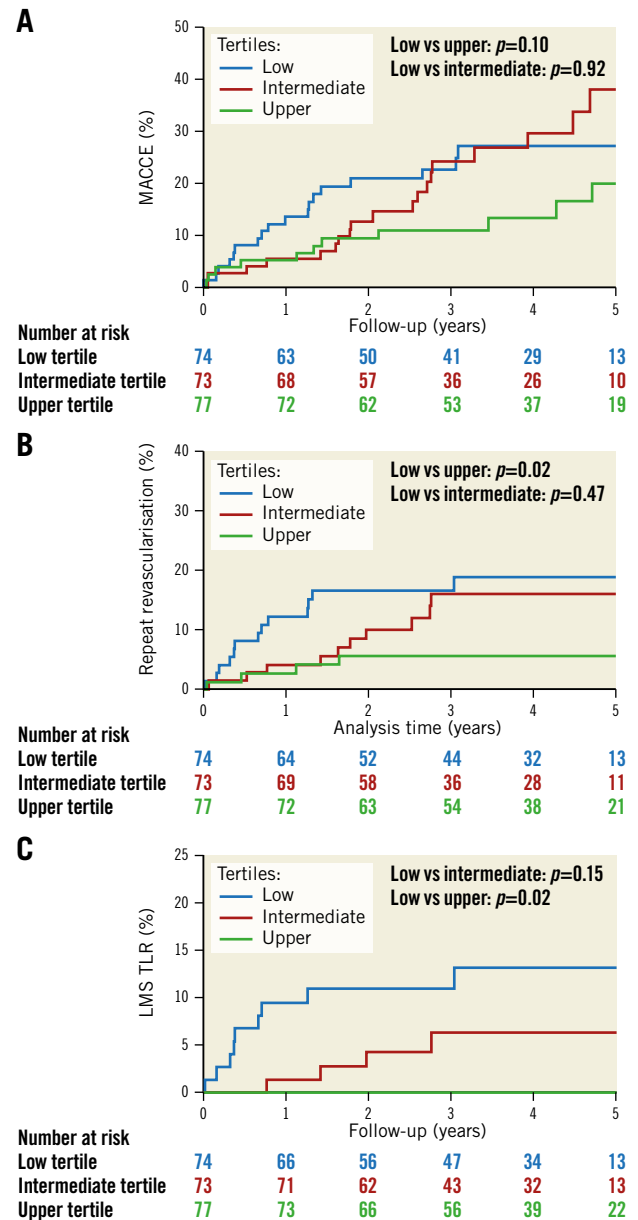 A
Tertiles:
Low
Intermediate
Upper
Low vs upper: p=0.10
Low vs intermediate: p=0.92
MACCE (%)
50
40
30
20
10
0
0 1 2 3 4 5
Follow-up (years)
Number at risk
Low tertile 74 63 50 41 29 13
Intermediate tertile 73 68 57 36 26 10
Upper tertile 77 72 62 53 37 19
B
Tertiles:
Low
Intermediate
Upper
Low vs upper: p=0.02
Low vs intermediate: p=0.47
Repeat revascularisation (%)
40
30
20
10
0
0 1 2 3 4 5
Analysis time (years)
Number at risk
Low tertile 74 64 52 44 32 13
Intermediate tertile 73 69 58 36 28 11
Upper tertile 77 72 63 54 38 21
C
Tertiles:
Low
Intermediate
Upper
Low vs intermediate: p=0.15
Low vs upper: p=0.02
LMS TLR (%)
25
20
15
10
5
0
0 1 2 3 4 5
Follow-up (years)
Number at risk
Low tertile 74 66 56 47 34 13
Intermediate tertile 73 71 62 43 32 13
Upper tertile 77 73 66 56 39 22